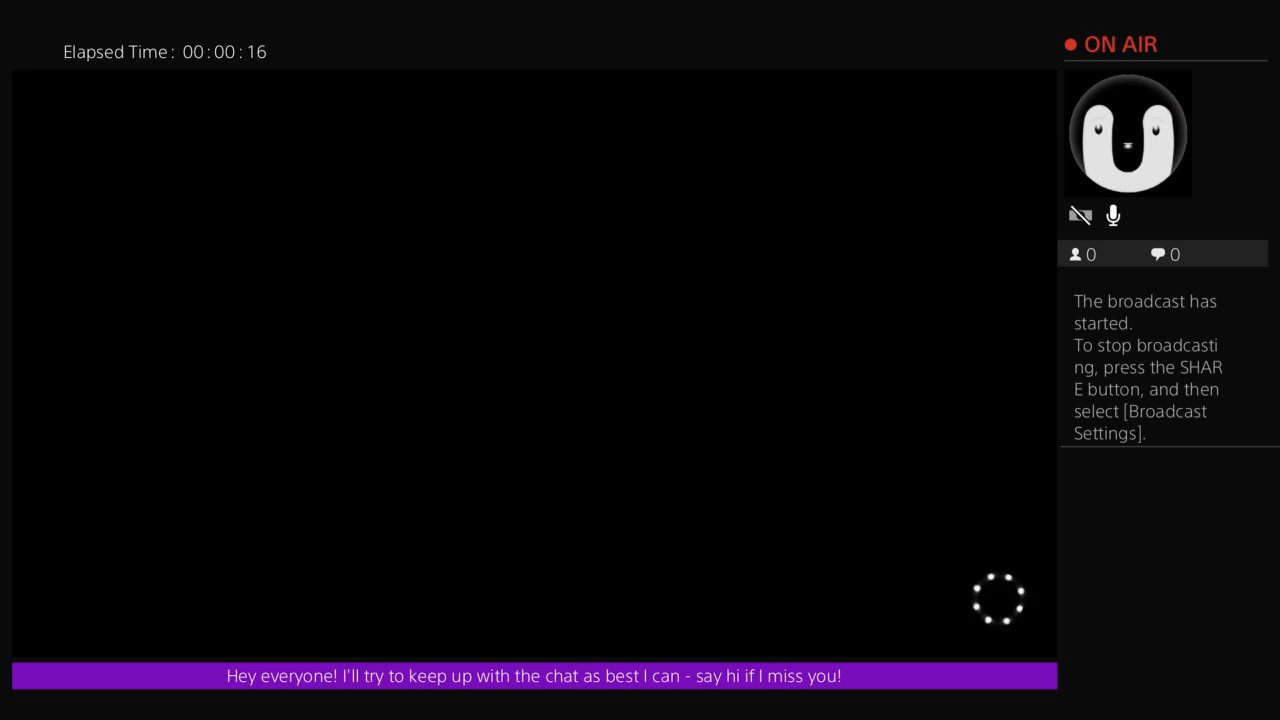 Elapsed Time: 00:00:16
ON AIR
0 0
The broadcast has
started.
To stop broadcasti
ng, press the SHAR
E button, and then
select [Broadcast
Settings].
Hey everyone! I'll try to keep up with the chat as best I can - say hi if I miss you!